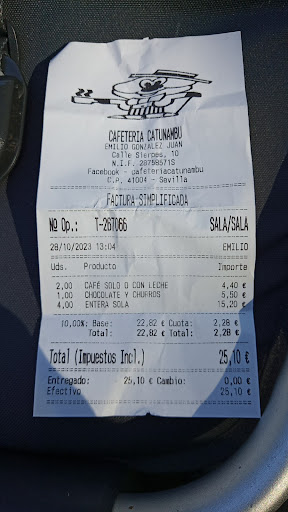 CAFETERIA CATUNAMBU
EMILIO GONZALEZ JUAN
Calle Sierpes, 10
N.I.F. 28758571S
Facebook - cafeteriacatunambu
C.P. 41004 - Sevilla
FACTURA SIMPLIFICADA
Nº Op.: T-267066 SALA/SALA
28/10/2023 13:04 EMILIO
Uds. Producto Importe
2,00 CAFÉ SOLO O CON LECHE 4,40 €
1,00 CHOCOLATE Y CHURROS 5,50 €
4,00 ENTERA SOLA 15,20 €
10,00%: Base: 22,82 € Cuota: 2,28 €
Total: 22,82 € Total: 2,28 €
Total (Impuestos Incl.) 25,10 €
Entregado: 25,10 € Cambio: 0,00 €
Efectivo 25,10 €